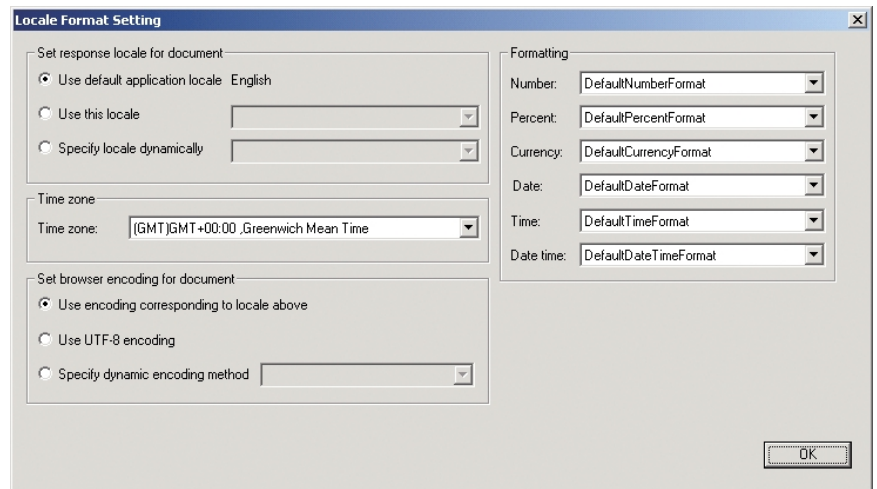 Locale Format Setting
Set response locale for document
Use default application locale English
Use this locale
Specify locale dynamically
Time zone
Time zone: (GMT)GMT+00:00 ,Greenwich Mean Time
Set browser encoding for document
Use encoding corresponding to locale above
Use UTF-8 encoding
Specify dynamic encoding method
Formatting
Number: DefaultNumberFormat
Percent: DefaultPercentFormat
Currency: DefaultCurrencyFormat
Date: DefaultDateFormat
Time: DefaultTimeFormat
Date time: DefaultDateTimeFormat
OK